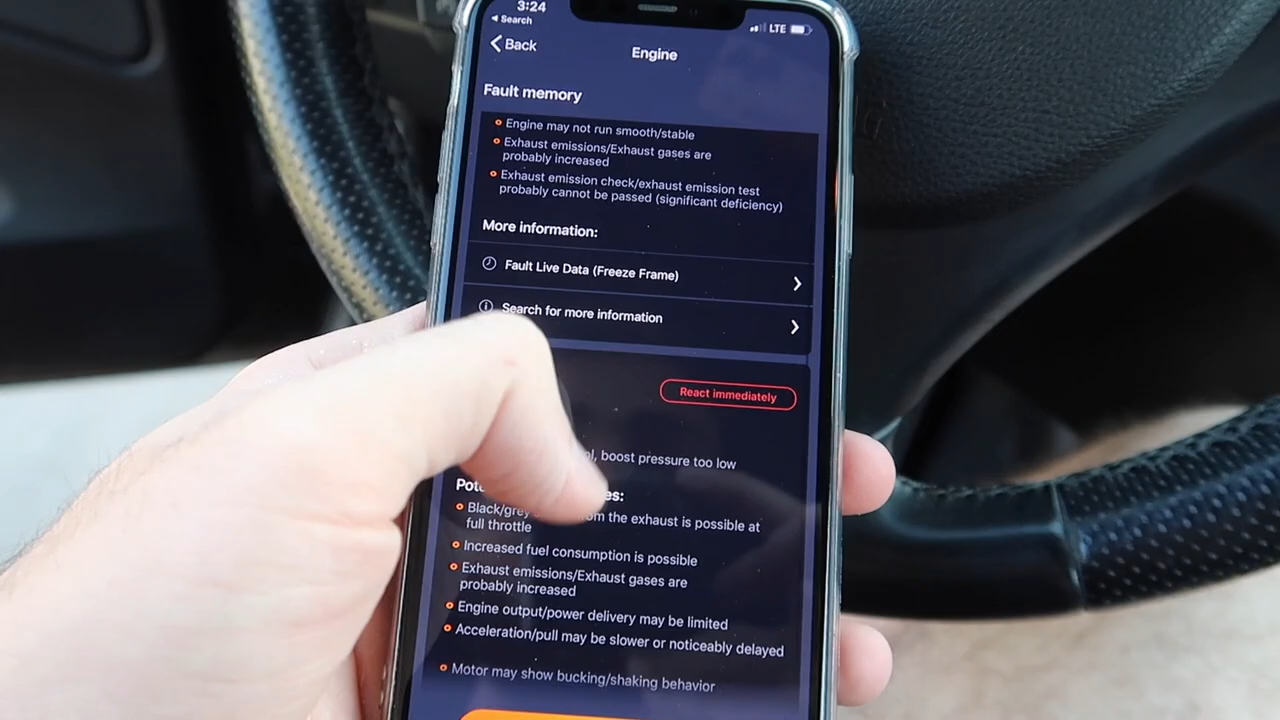 3:24
Search
LTE
Back
Engine
Fault memory
Engine may not run smooth/stable
Exhaust emissions/Exhaust gases are
probably increased
Exhaust emission check/exhaust emission test
probably cannot be passed (significant deficiency)
More information:
Fault Live Data (Freeze Frame)
Search for more information
React immediately
boost pressure too low
Black/grey from the exhaust is possible at
full throttle
Increased fuel consumption is possible
Exhaust emissions/Exhaust gases are
probably increased
Engine output/power delivery may be limited
Acceleration/pull may be slower or noticeably delayed
Motor may show bucking/shaking behavior